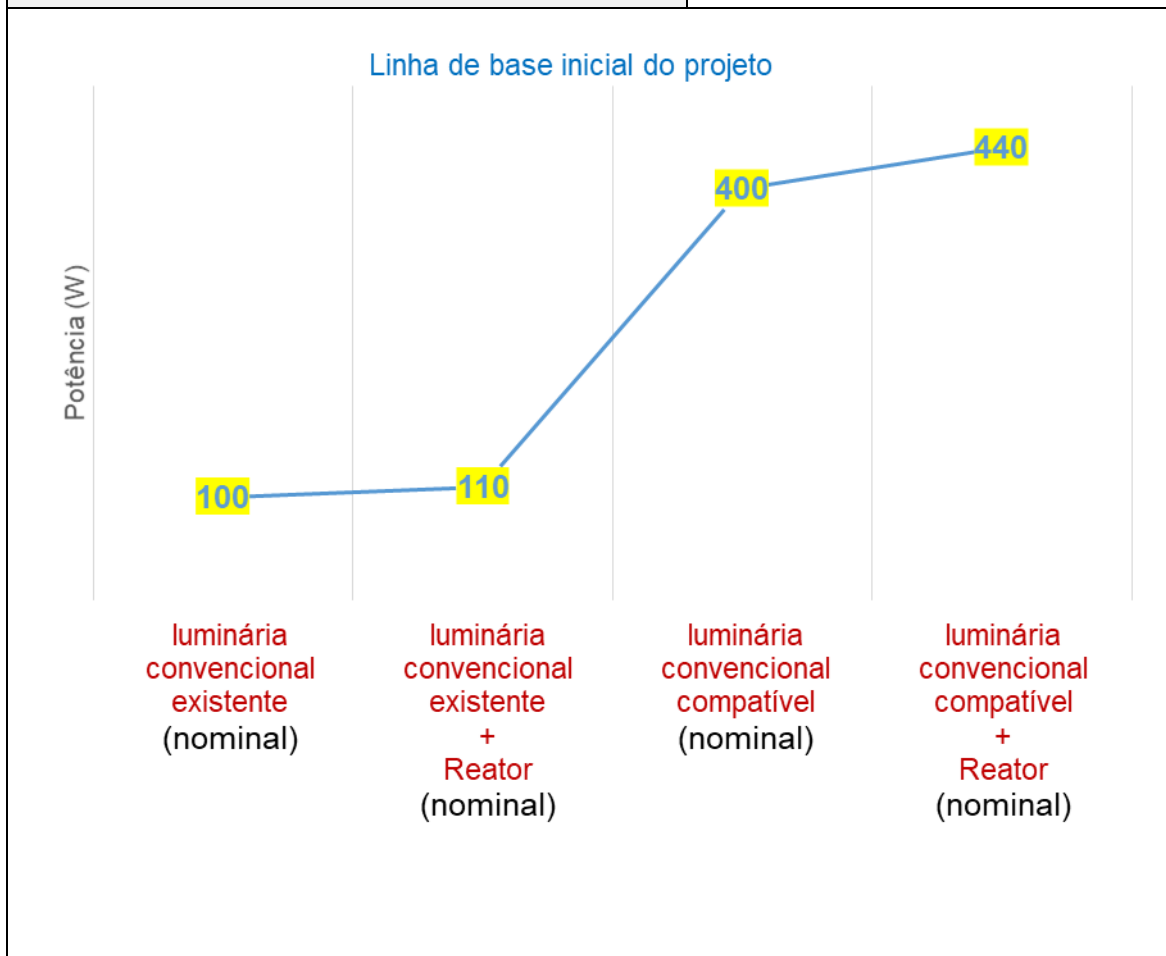 Linha de base inicial do projeto
Potência (W)
440
400
110
100
luminária
convencional
existente
(nominal)
luminária
convencional
existente
+
Reator
(nominal)
luminária
convencional
compatível
(nominal)
luminária
convencional
compatível
+
Reator
(nominal)